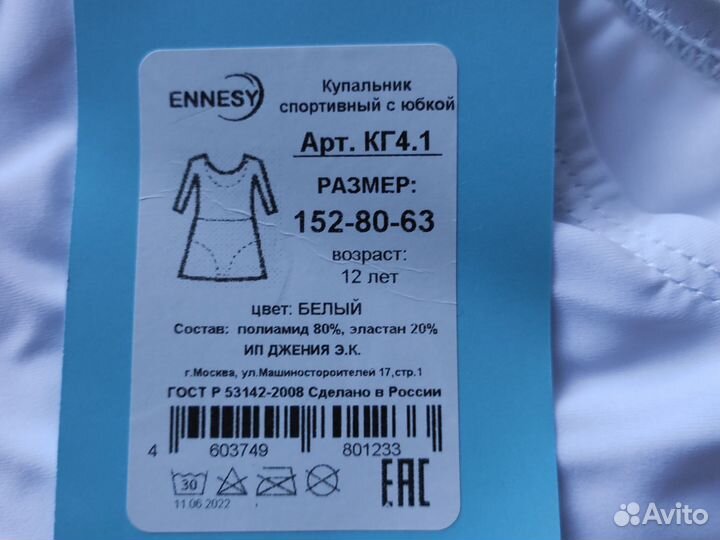 ENNESY
Купальник
спортивный с юбкой
Арт. КГ4.1
РАЗМЕР:
152-80-63
возраст:
12 лет
цвет: БЕЛЫЙ
Состав: полиамид 80%, эластан 20%
ИП ДЖЕНИЯ Э.К.
г.Москва, ул.Машиностороителей 17,стр.1
ГОСТ Р 53142-2008 Сделано в России
4 603749 801233
30
EAC
11.06.2022
Avito